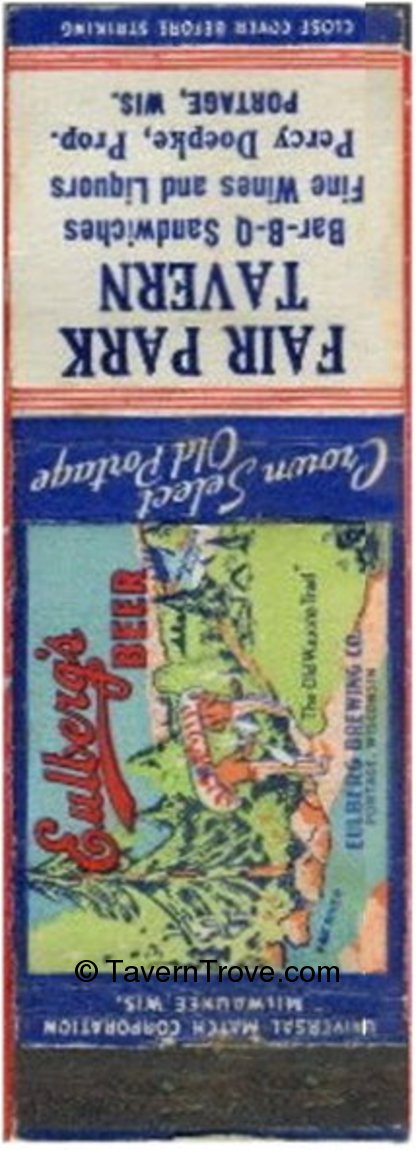 CLOSE COVER BEFORE STRIKING
FAIR PARK
TAVERN
Bar-B-Q Sandwiches
Fine Wines and Liquors
Percy Doepke, Prop.
PORTAGE, WIS.
Crown Select
Old Portage
Eulberg's
BEER
"The Old Wauona Trail"
EULBERG BREWING CO.
PORTAGE, WISCONSIN
© TavernTrove.com
UNIVERSAL MATCH CORPORATION
MILWAUKEE WIS.